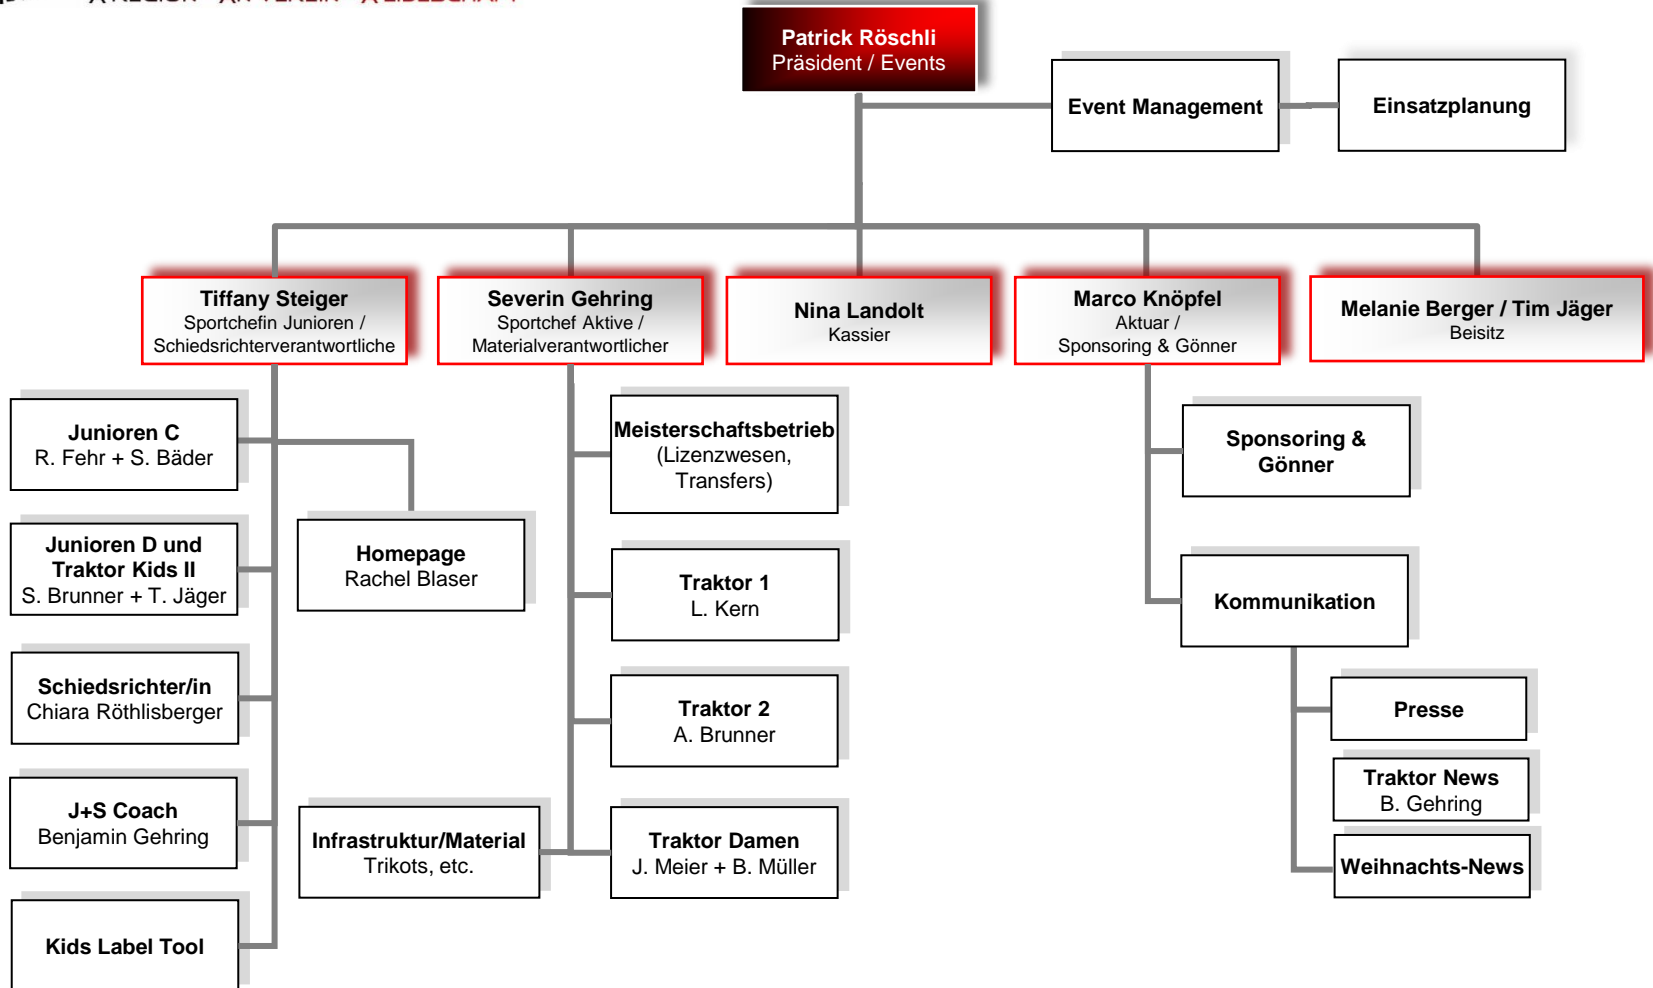 Patrick Röschli
Präsident / Events
Event Management
Einsatzplanung
Tiffany Steiger
Sportchefin Junioren /
Schiedsrichterverantwortliche
Severin Gehring
Sportchef Aktive /
Materialverantwortlicher
Nina Landolt
Kassier
Marco Knöpfel
Aktuar /
Sponsoring & Gönner
Melanie Berger / Tim Jäger
Beisitz
Junioren C
R. Fehr + S. Bäder
Junioren D und
Traktor Kids II
S. Brunner + T. Jäger
Schiedsrichter/in
Chiara Röthlisberger
J+S Coach
Benjamin Gehring
Kids Label Tool
Homepage
Rachel Blaser
Infrastruktur/Material
Trikots, etc.
Meisterschaftsbetrieb
(Lizenzwesen,
Transfers)
Traktor 1
L. Kern
Traktor 2
A. Brunner
Traktor Damen
J. Meier + B. Müller
Sponsoring &
Gönner
Kommunikation
Presse
Traktor News
B. Gehring
Weihnachts-News